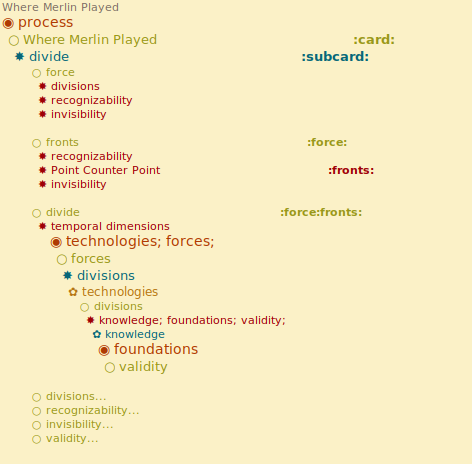 Where Merlin Played
◉ process
○ Where Merlin Played :card:
✸ divide :subcard:
○ force
✸ divisions
✸ recognizability
✸ invisibility
○ fronts :force:
✸ recognizability
✸ Point Counter Point :fronts:
✸ invisibility
○ divide :force:fronts:
✸ temporal dimensions
◉ technologies; forces;
○ forces
✸ divisions
✿ technologies
○ divisions
✸ knowledge; foundations; validity;
✿ knowledge
◉ foundations
○ validity
○ divisions...
○ recognizability...
○ invisibility...
○ validity...